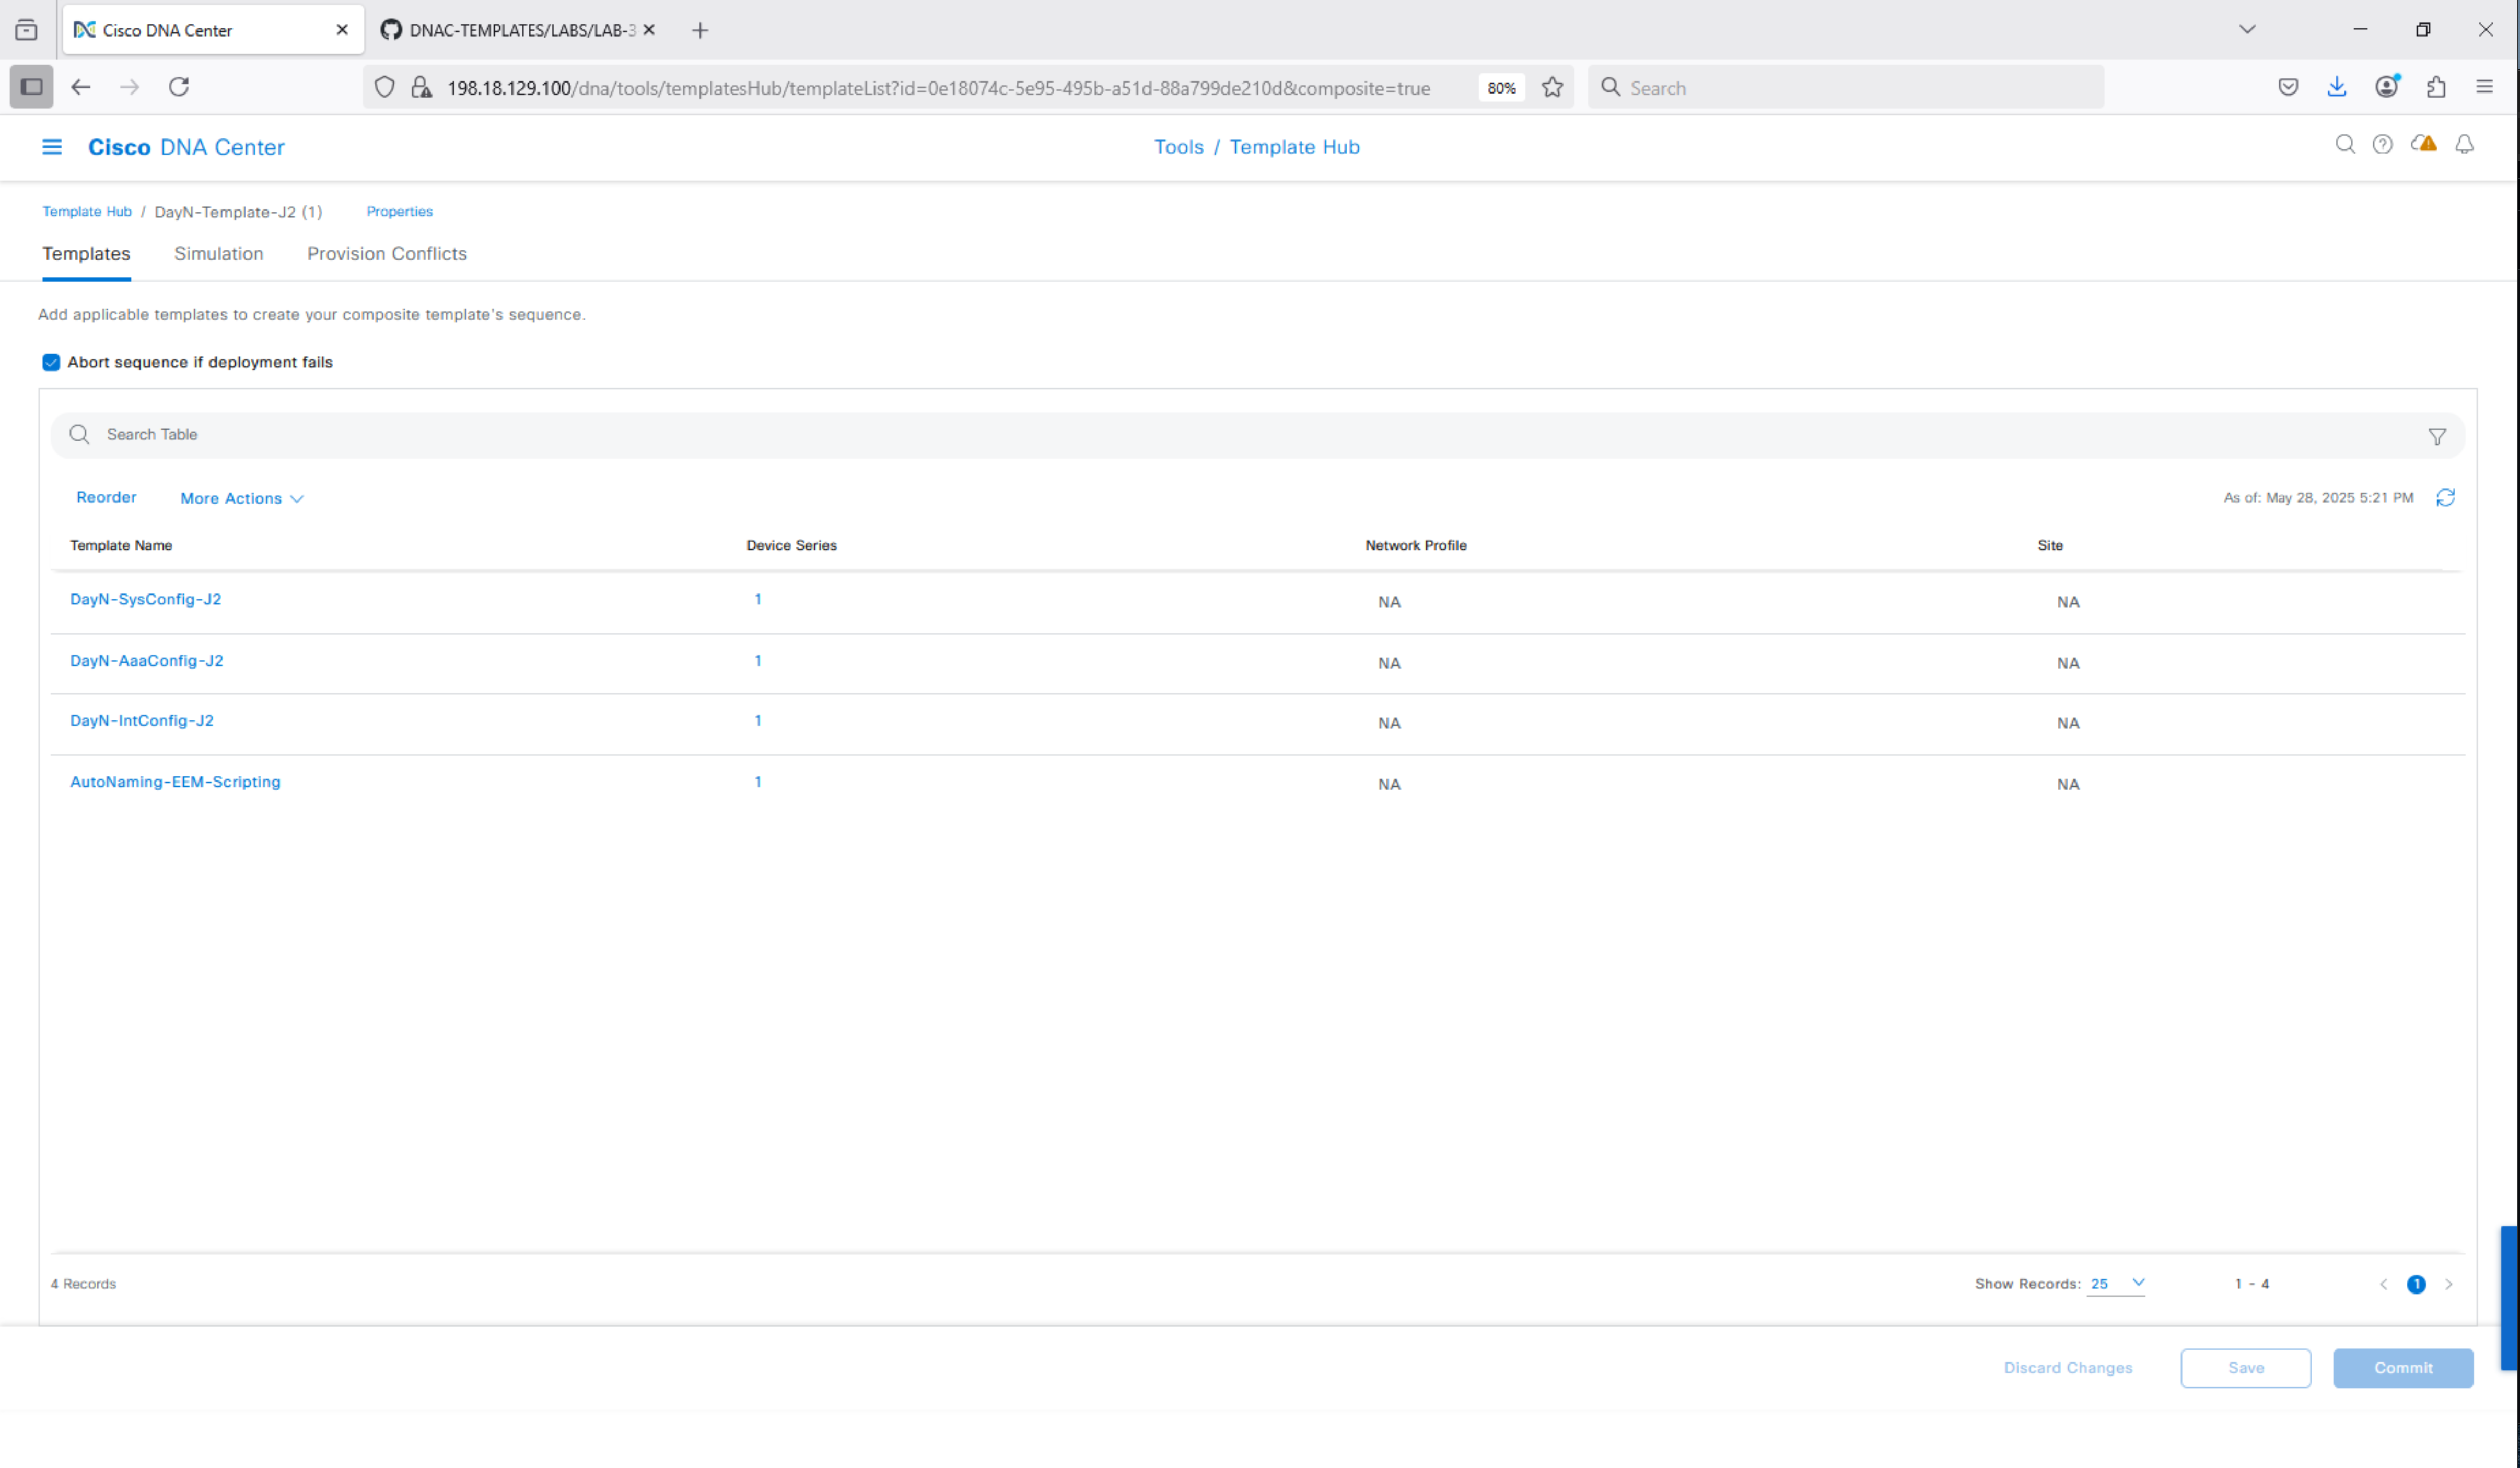 Cisco DNA Center
DNAC-TEMPLATES/LABS/LAB-3
198.18.129.100/dna/tools/templatesHub/templateList?id=0e18074c-5e95-495b-a51d-88a799de210d&composite=true
80%
Search
Cisco DNA Center
Tools / Template Hub
Template Hub / DayN-Template-J2 (1) Properties
Templates Simulation Provision Conflicts
Add applicable templates to create your composite template's sequence.
Abort sequence if deployment fails
Search Table
Reorder More Actions As of: May 28, 2025 5:21 PM
Template Name Device Series Network Profile Site
DayN-SysConfig-J2 1 NA NA
DayN-AaaConfig-J2 1 NA NA
DayN-IntConfig-J2 1 NA NA
AutoNaming-EEM-Scripting 1 NA NA
4 Records Show Records: 25 1 - 4 1
Discard Changes Save Commit